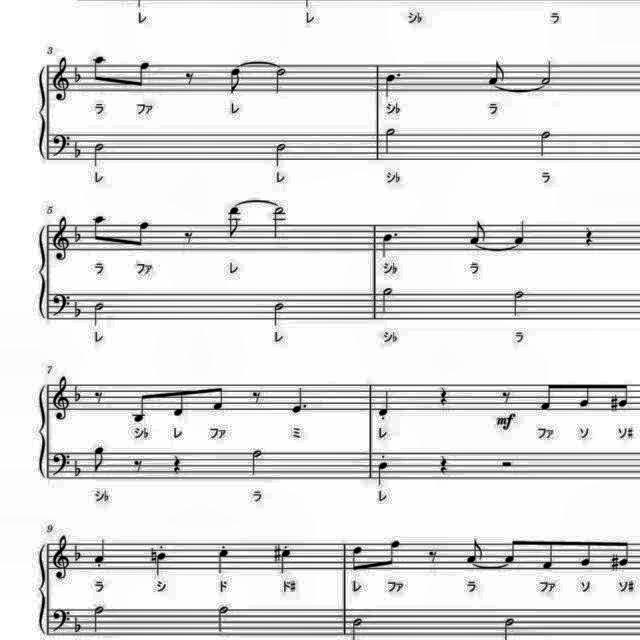 レ レ シ♭ ラ
3
ラ ファ レ シ♭ ラ
レ レ シ♭ ラ
5
ラ ファ レ シ♭ ラ
レ レ シ♭ ラ
7
mf
シ♭ レ ファ ミ レ ファ ソ ソ♯
シ♭ ラ レ
9
ラ シ ド ド♯ レ ファ ラ ファ ソ ソ♯